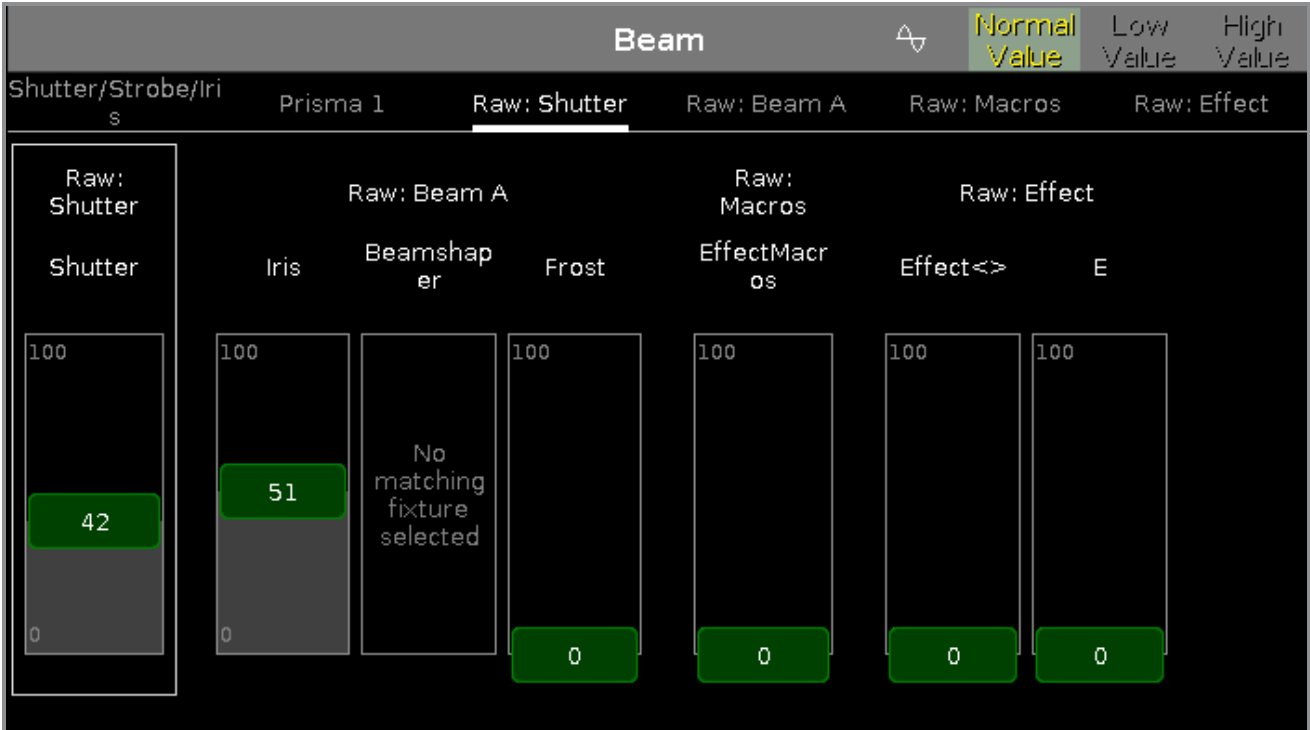 Beam
Normal
Value
Low
Value
High
Value
Shutter/Strobe/Iri
s
Prisma 1
Raw: Shutter
Raw: Beam A
Raw: Macros
Raw: Effect
Raw:
Shutter
Raw: Beam A
Raw:
Macros
Raw: Effect
Shutter
Iris
Beamshap
er
Frost
EffectMacr
os
Effect<>
E
100
100
100
100
100
100
No
matching
fixture
selected
51
42
0
0
0
0
0
0